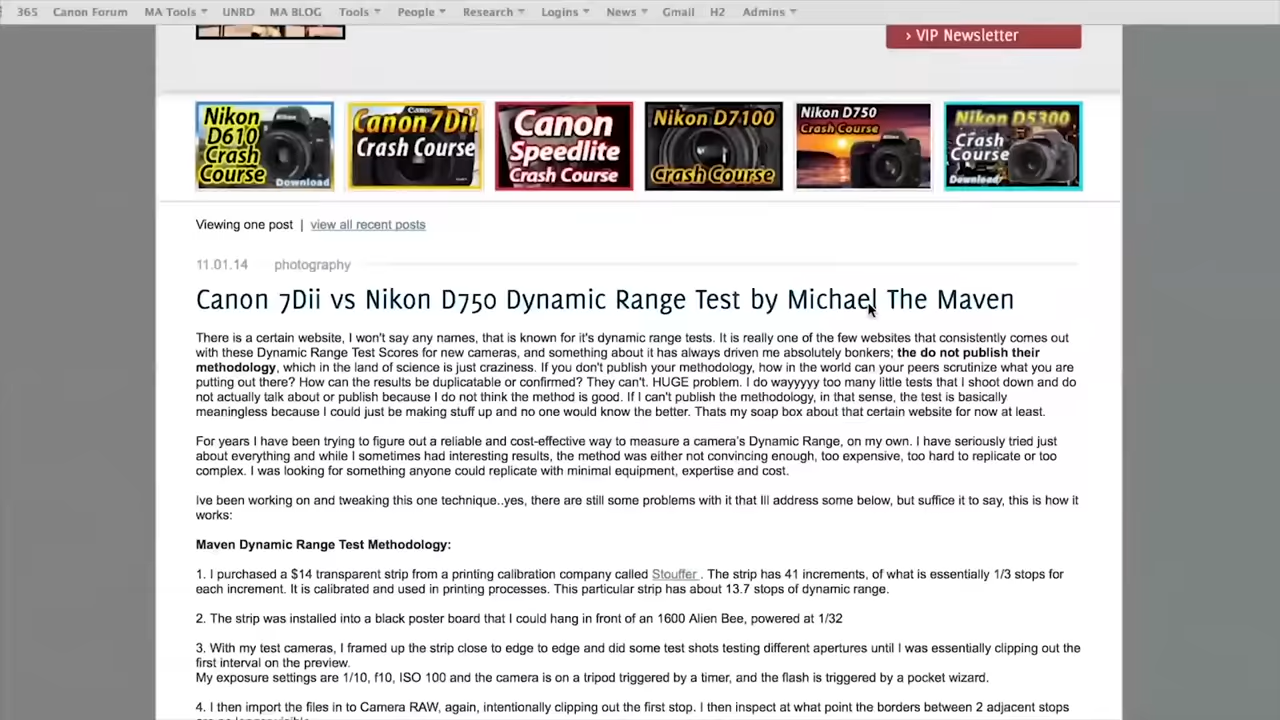 365 Canon Forum MA Tools UNRD MA BLOG Tools People Research Logins News Gmail H2 Admins
› VIP Newsletter
Nikon D610 Crash Course Download
Canon 7Dii Crash Course
Canon Speedlite Crash Course
Nikon D7100 Crash Course
Nikon D750 Crash Course
Nikon D5300 Crash Course Download
Viewing one post | view all recent posts
11.01.14 photography
Canon 7Dii vs Nikon D750 Dynamic Range Test by Michael The Maven
There is a certain website, I won't say any names, that is known for it's dynamic range tests. It is really one of the few websites that consistently comes out
with these Dynamic Range Test Scores for new cameras, and something about it has always driven me absolutely bonkers; the do not publish their
methodology, which in the land of science is just craziness. If you don't publish your methodology, how in the world can your peers scrutinize what you are
putting out there? How can the results be duplicatable or confirmed? They can't. HUGE problem. I do wayyyyy too many little tests that I shoot down and do
not actually talk about or publish because I do not think the method is good. If I can't publish the methodology, in that sense, the test is basically
meaningless because I could just be making stuff up and no one would know the better. Thats my soap box about that certain website for now at least.
For years I have been trying to figure out a reliable and cost-effective way to measure a camera's Dynamic Range, on my own. I have seriously tried just
about everything and while I sometimes had interesting results, the method was either not convincing enough, too expensive, too hard to replicate or too
complex. I was looking for something anyone could replicate with minimal equipment, expertise and cost.
Ive been working on and tweaking this one technique..yes, there are still some problems with it that Ill address some below, but suffice it to say, this is how it
works:
Maven Dynamic Range Test Methodology:
1. I purchased a $14 transparent strip from a printing calibration company called Stouffer . The strip has 41 increments, of what is essentially 1/3 stops for
each increment. It is calibrated and used in printing processes. This particular strip has about 13.7 stops of dynamic range.
2. The strip was installed into a black poster board that I could hang in front of an 1600 Alien Bee, powered at 1/32
3. With my test cameras, I framed up the strip close to edge to edge and did some test shots testing different apertures until I was essentially clipping out the
first interval on the preview.
My exposure settings are 1/10, f10, ISO 100 and the camera is on a tripod triggered by a timer, and the flash is triggered by a pocket wizard.
4. I then import the files in to Camera RAW, again, intentionally clipping out the first stop. I then inspect at what point the borders between 2 adjacent stops